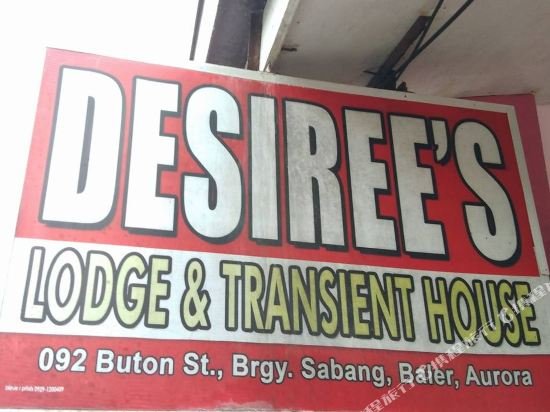 DESIREE'S
LODGE & TRANSIENT HOUSE
092 Buton St., Brgy. Sabang, Baler, Aurora